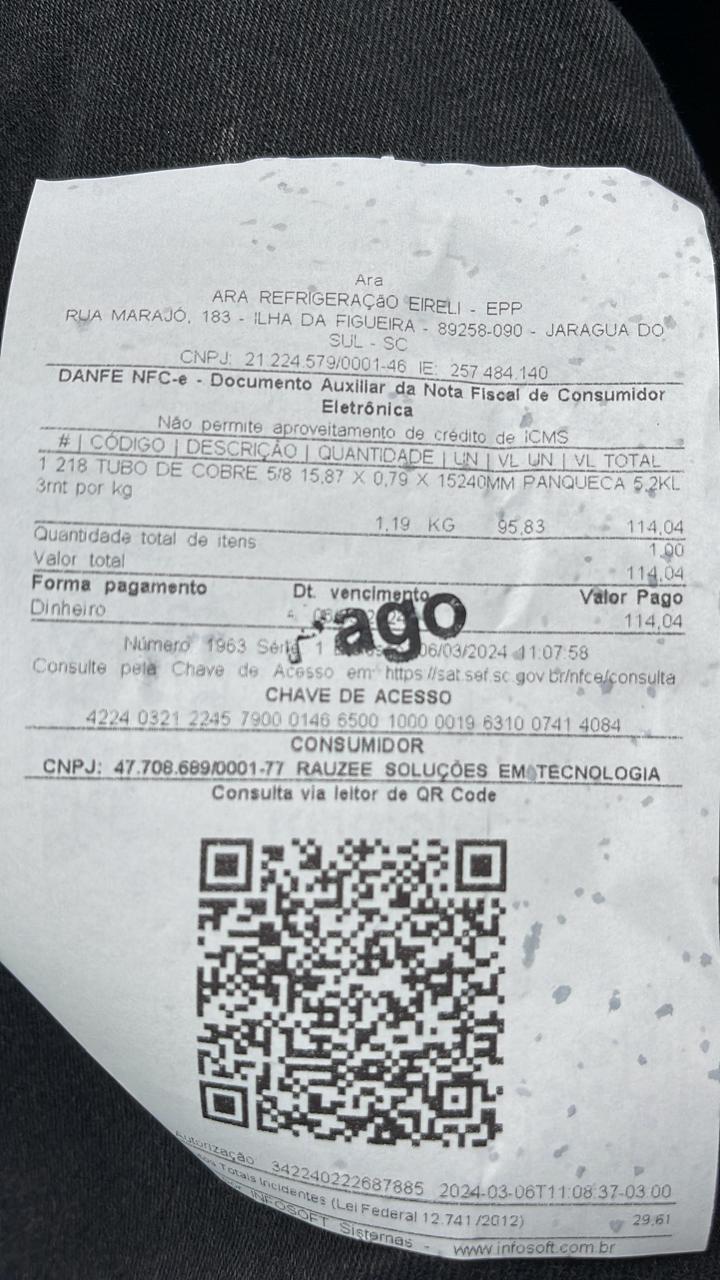 Ara
ARA REFRIGERAÇãO EIRELI - EPP
RUA MARAJÓ, 183 - ILHA DA FIGUEIRA - 89258-090 - JARAGUA DO
SUL - SC
CNPJ: 21.224.579/0001-46 IE: 257.484.140
DANFE NFC-e - Documento Auxiliar da Nota Fiscal de Consumidor
Eletrônica
Não permite aproveitamento de crédito de ICMS
# | CÓDIGO | DESCRIÇÃO | QUANTIDADE | UN | VL UN | VL TOTAL
1 218 TUBO DE COBRE 5/8 15,87 X 0,79 X 15240MM PANQUECA 5,2KL
3mt por kg
1,19 KG 95,83 114,04
Quantidade total de itens 1,00
Valor total 114,04
Forma pagamento Dt. vencimento Valor Pago
Dinheiro 114,04
ago
Número 1963 Série 1 06/03/2024 11:07:58
Consulte pela Chave de Acesso em https://sat.sef.sc.gov.br/nfce/consulta
CHAVE DE ACESSO
4224 0321 2245 7900 0146 6500 1000 0019 6310 0741 4084
CONSUMIDOR
CNPJ: 47.708.689/0001-77 RAUZEE SOLUÇÕES EM TECNOLOGIA
Consulta via leitor de QR Code
Autorização 342240222687885 2024-03-06T11:08:37-03:00
Totais Incidentes (Lei Federal 12.741/2012) 29,61
INFOSOFT Sistemas - www.infosoft.com.br